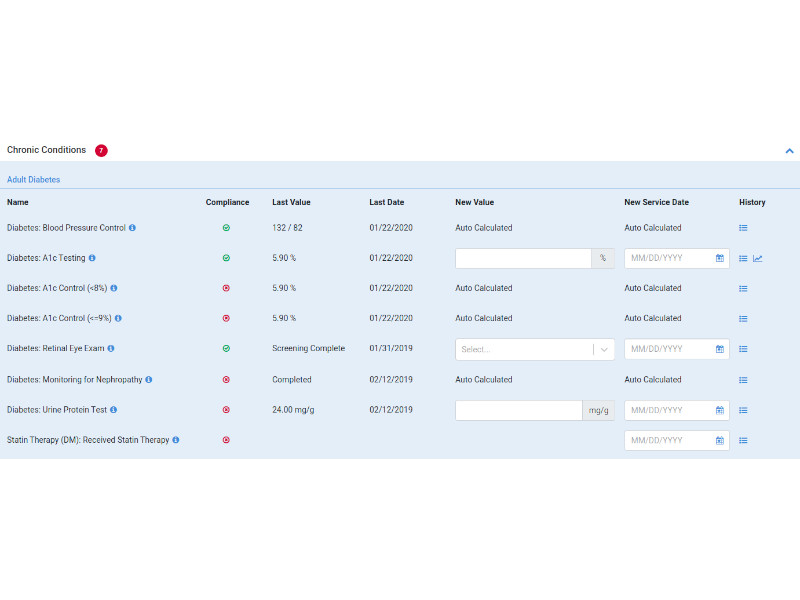 Chronic Conditions 7
Adult Diabetes
Name Compliance Last Value Last Date New Value New Service Date History
Diabetes: Blood Pressure Control 132 / 82 01/22/2020 Auto Calculated Auto Calculated
Diabetes: A1c Testing 5.90 % 01/22/2020 % MM/DD/YYYY
Diabetes: A1c Control (<8%) 5.90 % 01/22/2020 Auto Calculated Auto Calculated
Diabetes: A1c Control (<=9%) 5.90 % 01/22/2020 Auto Calculated Auto Calculated
Diabetes: Retinal Eye Exam Screening Complete 01/31/2019 Select... MM/DD/YYYY
Diabetes: Monitoring for Nephropathy Completed 02/12/2019 Auto Calculated Auto Calculated
Diabetes: Urine Protein Test 24.00 mg/g 02/12/2019 mg/g MM/DD/YYYY
Statin Therapy (DM): Received Statin Therapy MM/DD/YYYY